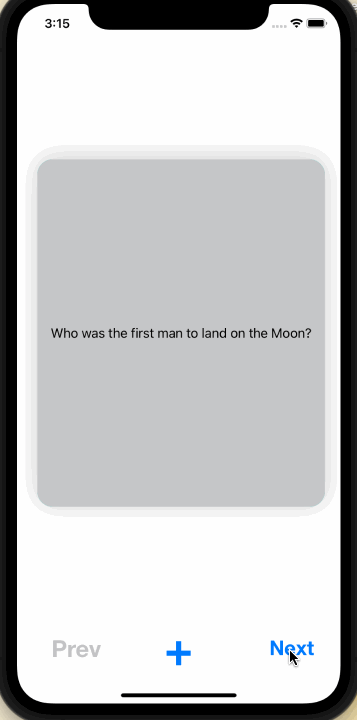 3:15
Who was the first man to land on the Moon?
Prev
+
Next